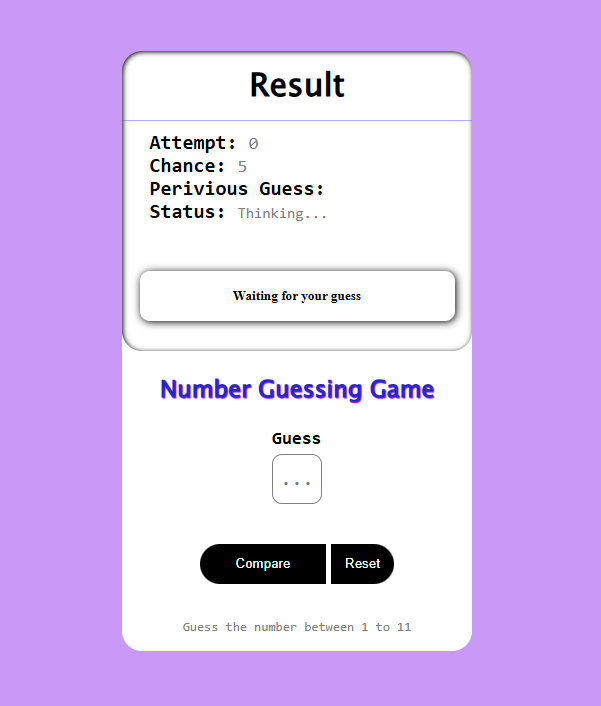 Result
Attempt: 0
Chance: 5
Perivious Guess:
Status: Thinking...
Waiting for your guess
Number Guessing Game
Guess
...
Compare Reset
Guess the number between 1 to 11